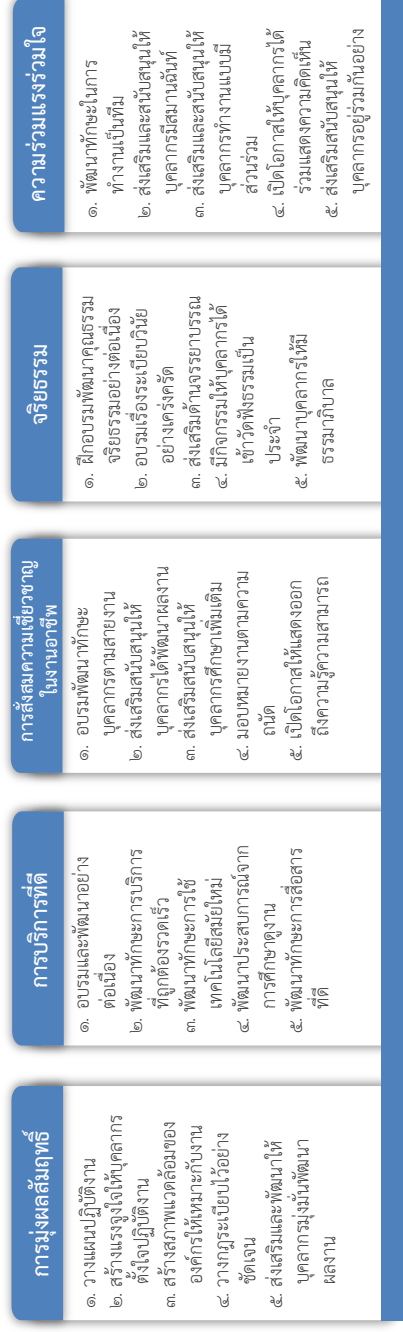 การมุ่งผลสัมฤทธิ์
๑. วางแผนปฏิบัติงาน
๒. สร้างแรงจูงใจให้บุคลากร
ตั้งใจปฏิบัติงาน
๓. สร้างสภาพแวดล้อมของ
องค์กรให้เหมาะกับงาน
๔. วางกฎระเบียบไว้อย่าง
ชัดเจน
๕. ส่งเสริมและพัฒนาให้
บุคลากรมุ่งมั่นพัฒนา
ผลงาน
การบริการที่ดี
๑. อบรมและพัฒนาอย่าง
ต่อเนื่อง
๒. พัฒนาทักษะการบริการ
ที่ถูกต้องรวดเร็ว
๓. พัฒนาทักษะการใช้
เทคโนโลยีสมัยใหม่
๔. พัฒนาประสบการณ์จาก
การศึกษาดูงาน
๕. พัฒนาทักษะการสื่อสาร
ที่ดี
การสั่งสมความเชี่ยวชาญ
ในงานอาชีพ
๑. อบรมพัฒนาทักษะ
บุคลากรตามสายงาน
๒. ส่งเสริมสนับสนุนให้
บุคลากรได้พัฒนาผลงาน
๓. ส่งเสริมสนับสนุนให้
บุคลากรศึกษาเพิ่มเติม
๔. มอบหมายงานตามความ
ถนัด
๕. เปิดโอกาสให้แสดงออก
ถึงความรู้ความสามารถ
จริยธรรม
๑. ฝึกอบรมพัฒนาคุณธรรม
จริยธรรมอย่างต่อเนื่อง
๒. อบรมเรื่องระเบียบวินัย
อย่างเคร่งครัด
๓. ส่งเสริมด้านจรรยาบรรณ
๔. มีกิจกรรมให้บุคลากรได้
เข้าวัดฟังธรรมเป็น
ประจำ
๕. พัฒนาบุคลากรให้มี
ธรรมาภิบาล
ความร่วมแรงร่วมใจ
๑. พัฒนาทักษะในการ
ทำงานเป็นทีม
๒. ส่งเสริมและสนับสนุนให้
บุคลากรมีสมานฉันท์
๓. ส่งเสริมและสนับสนุนให้
บุคลากรทำงานแบบมี
ส่วนร่วม
๔. เปิดโอกาสให้บุคลากรได้
ร่วมแสดงความคิดเห็น
๕. ส่งเสริมสนับสนุนให้
บุคลากรอยู่ร่วมกันอย่าง